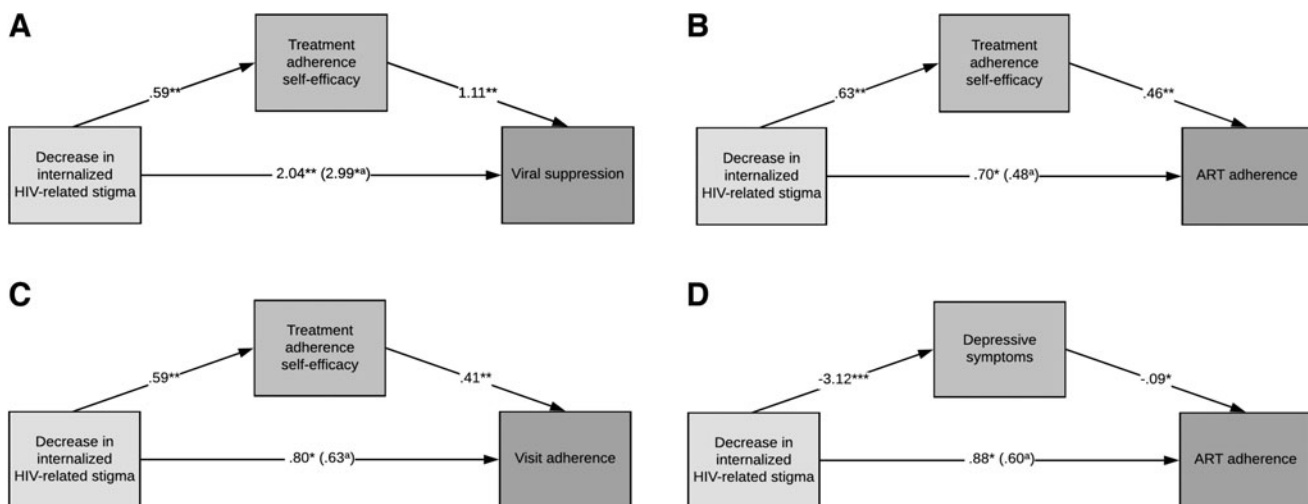 A
Treatment
adherence
self-efficacy
.59**
1.11**
Decrease in
internalized
HIV-related stigma
2.04** (2.99*ᵃ)
Viral suppression
B
Treatment
adherence
self-efficacy
.63**
.46**
Decrease in
internalized
HIV-related stigma
.70* (.48ᵃ)
ART adherence
C
Treatment
adherence
self-efficacy
.59**
.41**
Decrease in
internalized
HIV-related stigma
.80* (.63ᵃ)
Visit adherence
D
Depressive
symptoms
-3.12***
-.09*
Decrease in
internalized
HIV-related stigma
.88* (.60ᵃ)
ART adherence